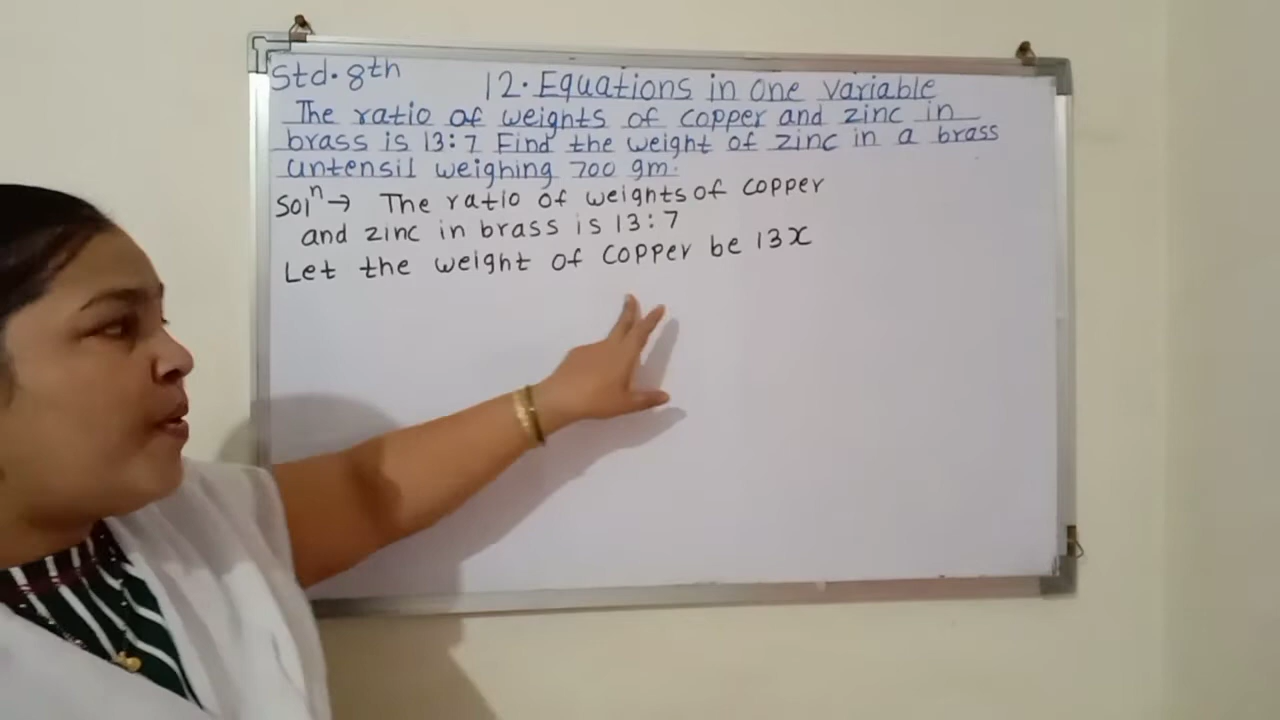 Std. 8th
12. Equations in one variable
The ratio of weights of copper and zinc in
brass is 13:7 Find the weight of zinc in a brass
untensil weighing 700 gm.
Solⁿ → The ratio of weights of copper
and zinc in brass is 13:7
Let the weight of copper be 13x